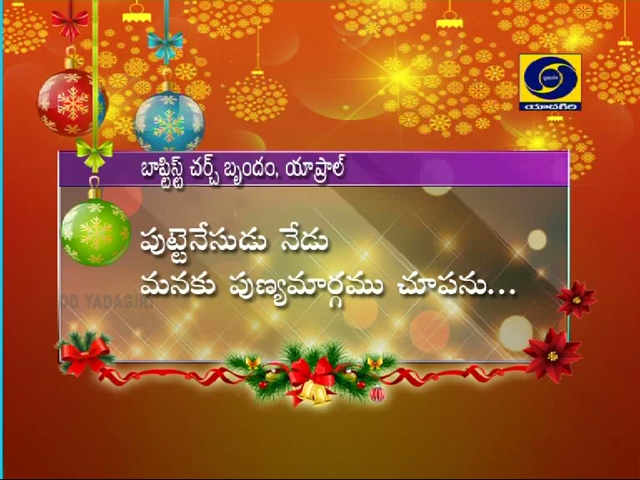 యాదగిరి
బాప్టిస్ట్ చర్చ్ బృందం, యాప్రాల్
పుట్టెనేసుడు నేడు
మనకు పుణ్యమార్గము చూపను...
DD YADAGIRI